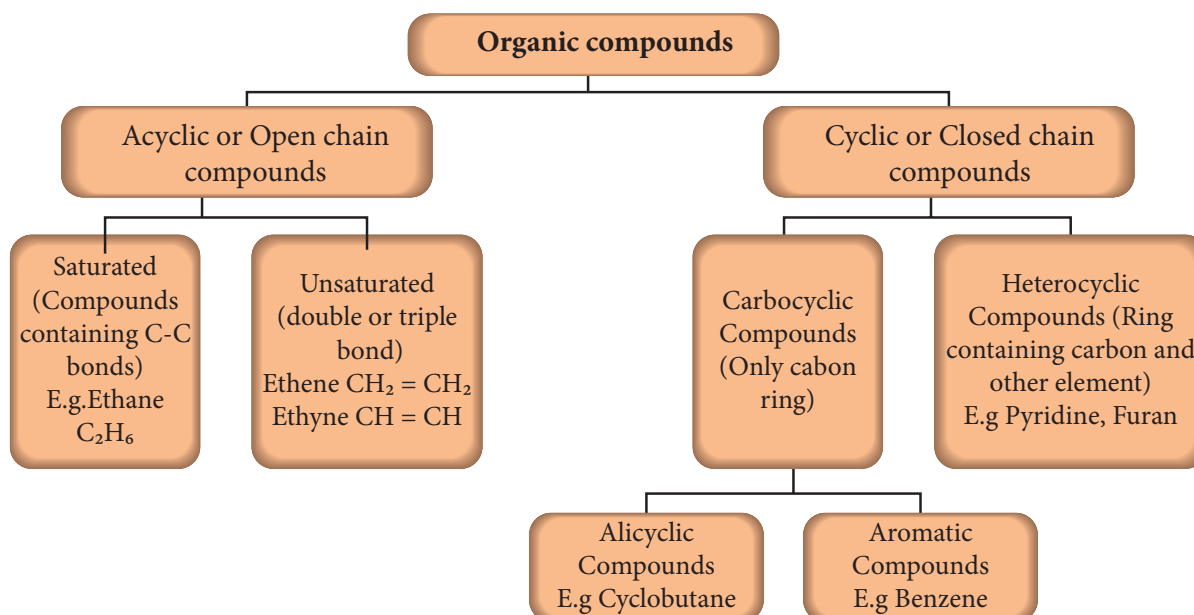 Organic compounds
Acyclic or Open chain
compounds
Cyclic or Closed chain
compounds
Saturated
(Compounds
containing C-C
bonds)
E.g.Ethane
C₂H₆
Unsaturated
(double or triple
bond)
Ethene CH₂ = CH₂
Ethyne CH = CH
Carbocyclic
Compounds
(Only cabon
ring)
Heterocyclic
Compounds (Ring
containing carbon and
other element)
E.g Pyridine, Furan
Alicyclic
Compounds
E.g Cyclobutane
Aromatic
Compounds
E.g Benzene